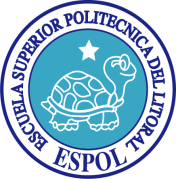 ESCUELA SUPERIOR POLITECNICA DEL LITORAL
ESPOL